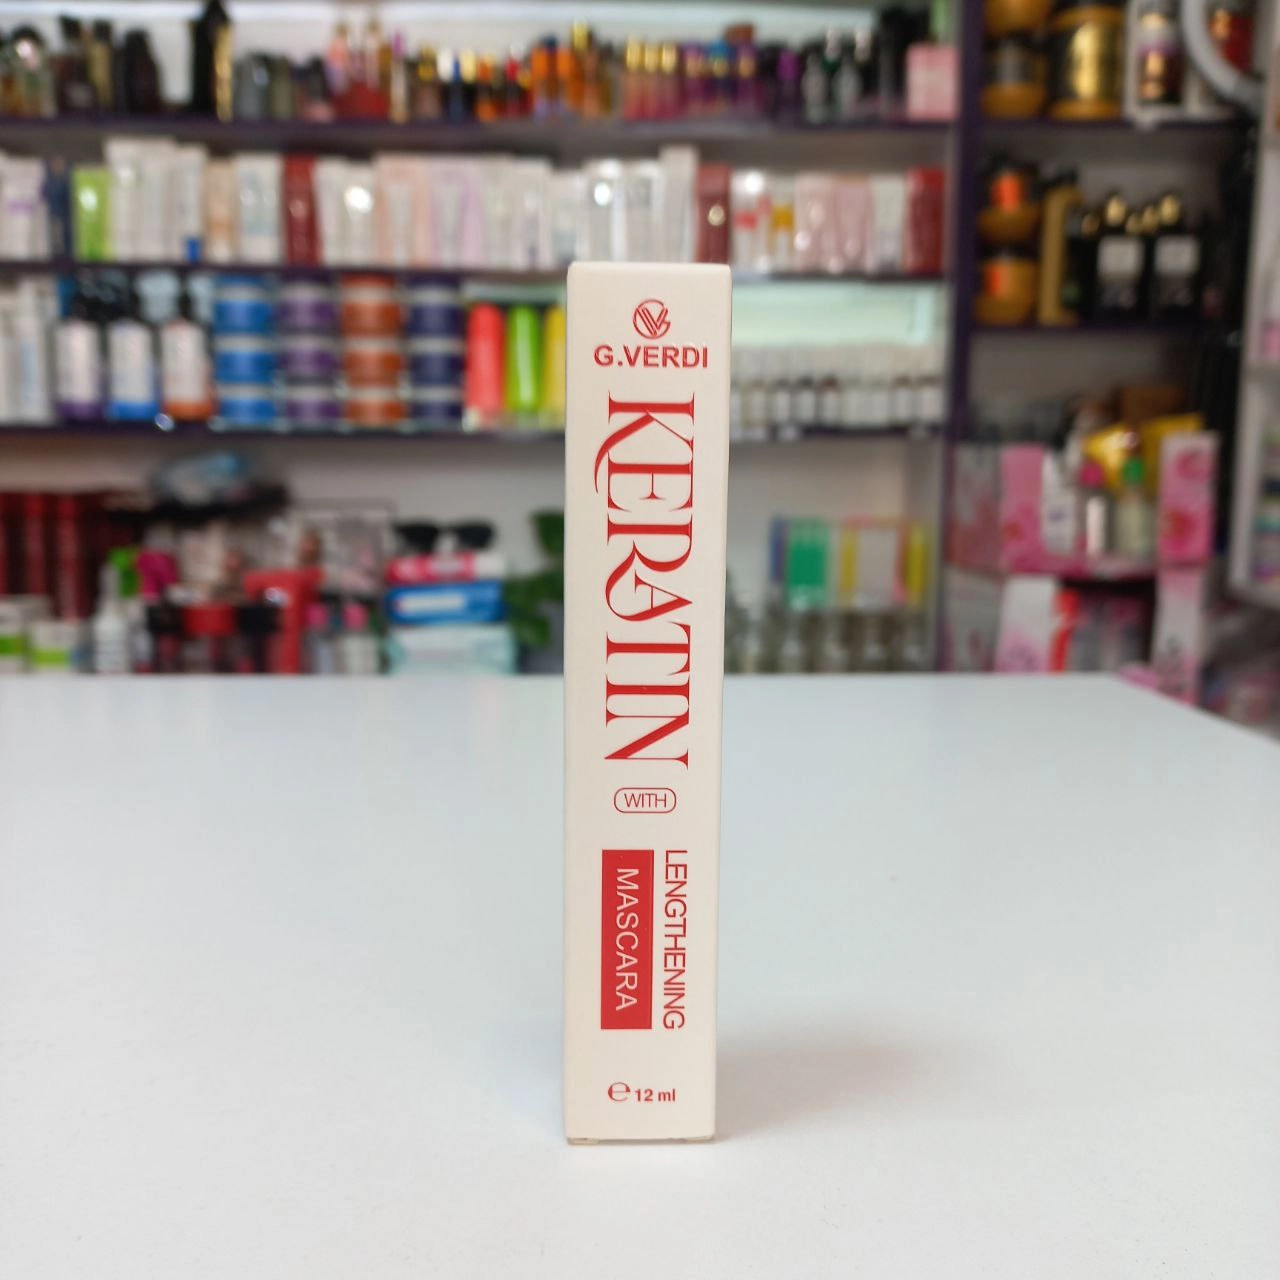 G.VERDI
KERATIN
WITH
LENGTHENING
MASCARA
℮ 12 ml